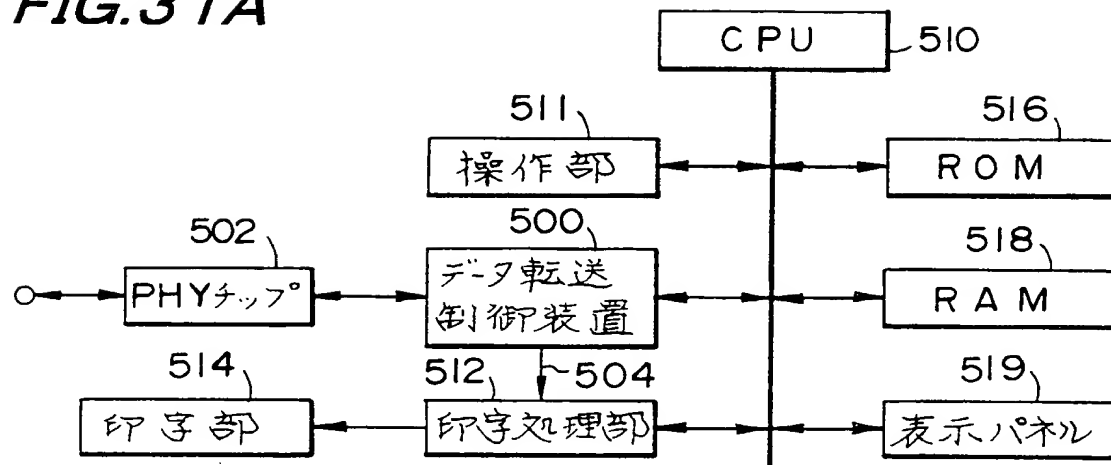 FIG.31A
CPU
510
511
516
操作部
ROM
502
500
518
PHYチップ
データ転送
制御装置
RAM
514
512
504
519
印字部
印字処理部
表示パネル